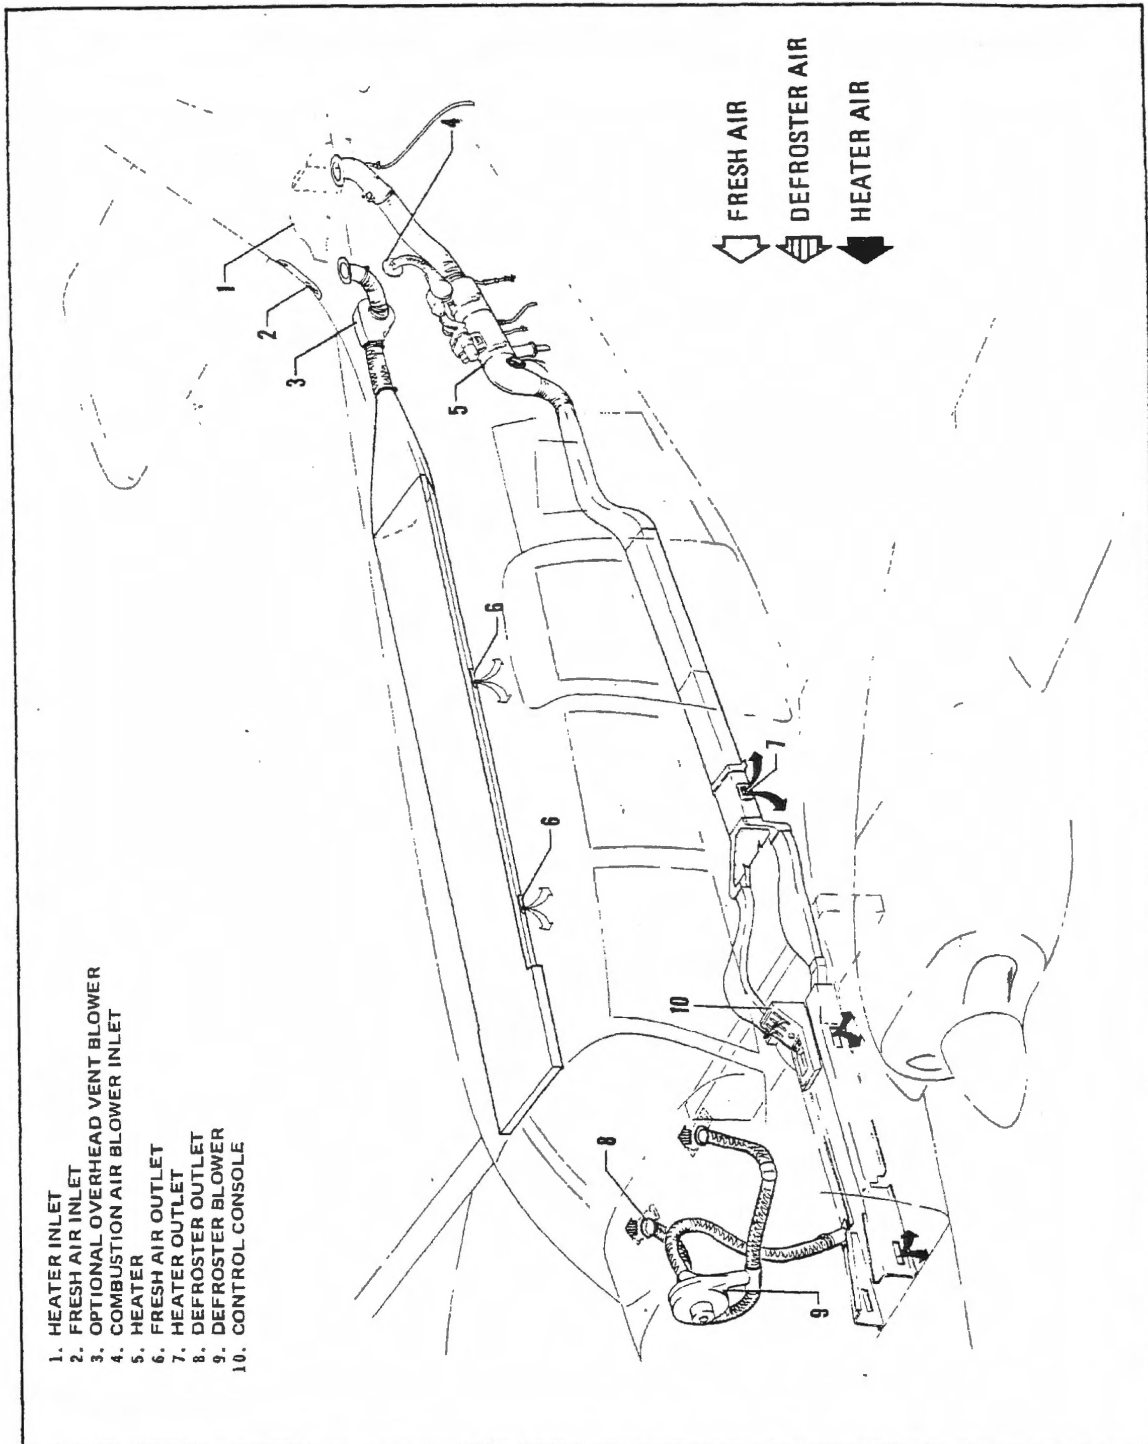 1. HEATER INLET
2. FRESH AIR INLET
3. OPTIONAL OVERHEAD VENT BLOWER
4. COMBUSTION AIR BLOWER INLET
5. HEATER
6. FRESH AIR OUTLET
7. HEATER OUTLET
8. DEFROSTER OUTLET
9. DEFROSTER BLOWER
10. CONTROL CONSOLE
1
2
3
4
5
6
6
7
8
9
10
FRESH AIR
DEFROSTER AIR
HEATER AIR